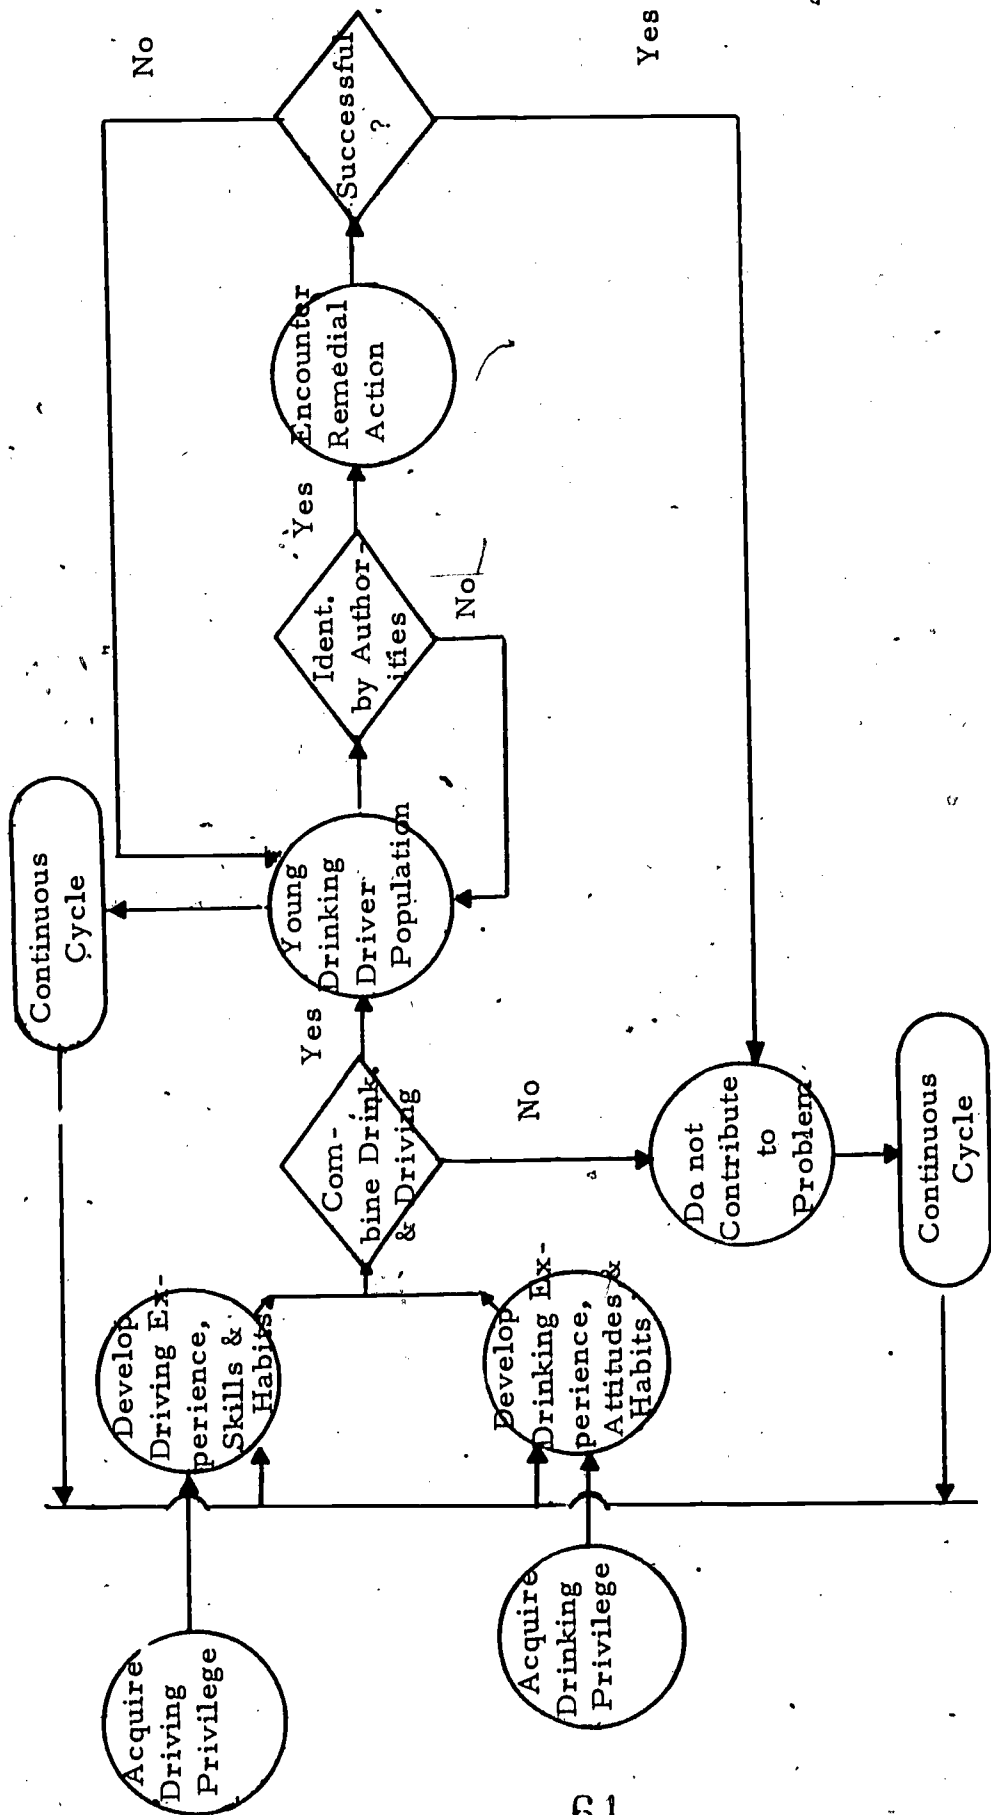 Acquire
Driving
Privilege
Acquire
Drinking
Privilege
Develop
Driving Ex-
perience,
Skills &
Habits
Develop
Drinking Ex-
perience,
Attitudes &
Habits
Com-
bine Drink.
& Driving
Yes
No
Do not
Contribute
to
Problem
Continuous
Cycle
Continuous
Cycle
Young
Drinking
Driver
Population
Ident.
by Author-
ities
Yes
No
Encounter
Remedial
Action
Successful
?
No
Yes
61